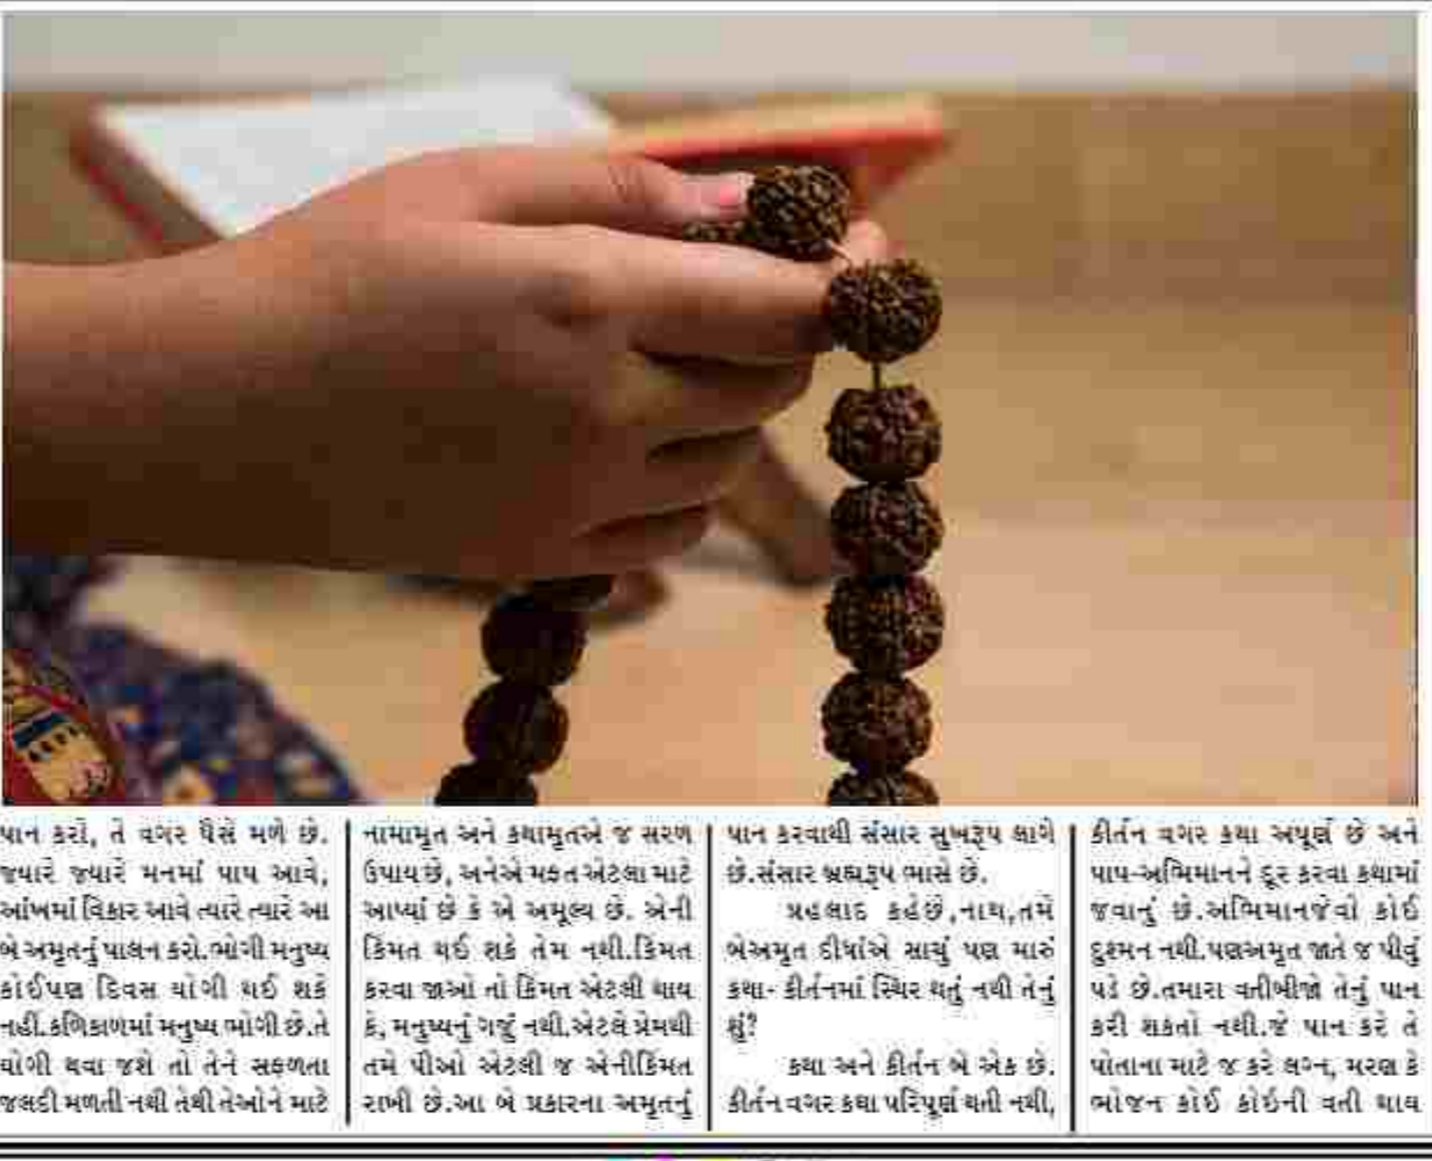 પાન કરો, તે વગર પૈસે મળે છે.
જ્યારે જ્યારે મનમાં પાપ આવે,
આંખમાં વિકાર આવે ત્યારે ત્યારે આ
બે અમૃતનું પાલન કરો.ભોગી મનુષ્ય
કોઈપણ દિવસ યોગી થઈ શકે
નહીં.કળિકાળમાં મનુષ્ય ભોગી છે.તે
યોગી થવા જશે તો તેને સફળતા
જલદી મળતી નથી તેથી તેઓને માટે
નામામૃત અને કથામૃતએ જ સરળ
ઉપાય છે, અનેએ મફત એટલા માટે
આપ્યાં છે કે એ અમૂલ્ય છે. એની
કિંમત થઈ શકે તેમ નથી.કિંમત
કરવા જાઓ તો કિંમત એટલી થાય
કે, મનુષ્યનું ગજું નથી.એટલે પ્રેમથી
તમે પીઓ એટલી જ એનીકિંમત
રાખી છે.આ બે પ્રકારના અમૃતનું
પાન કરવાથી સંસાર સુખરૂપ લાગે
છે.સંસાર બ્રહ્મરૂપ ભાસે છે.
પ્રહલાદ કહેછે,નાથ,તમે
બેઅમૃત દીધાંએ સાચું પણ મારું
કથા- કીર્તનમાં સ્થિર થતું નથી તેનું
શું?
કથા અને કીર્તન બે એક છે.
કીર્તન વગર કથા પરિપૂર્ણ થતી નથી,
કીર્તન વગર કથા અપૂર્ણ છે અને
પાપ-અભિમાનને દૂર કરવા કથામાં
જવાનું છે.અભિમાનજેવો કોઈ
દુશ્મન નથી.પણઅમૃત જાતે જ પીવું
પડે છે.તમારા વતીબીજો તેનું પાન
કરી શકતો નથી.જે પાન કરે તે
પોતાના માટે જ કરે લગ્ન, મરણ કે
ભોજન કોઈ કોઇની વતી થાય